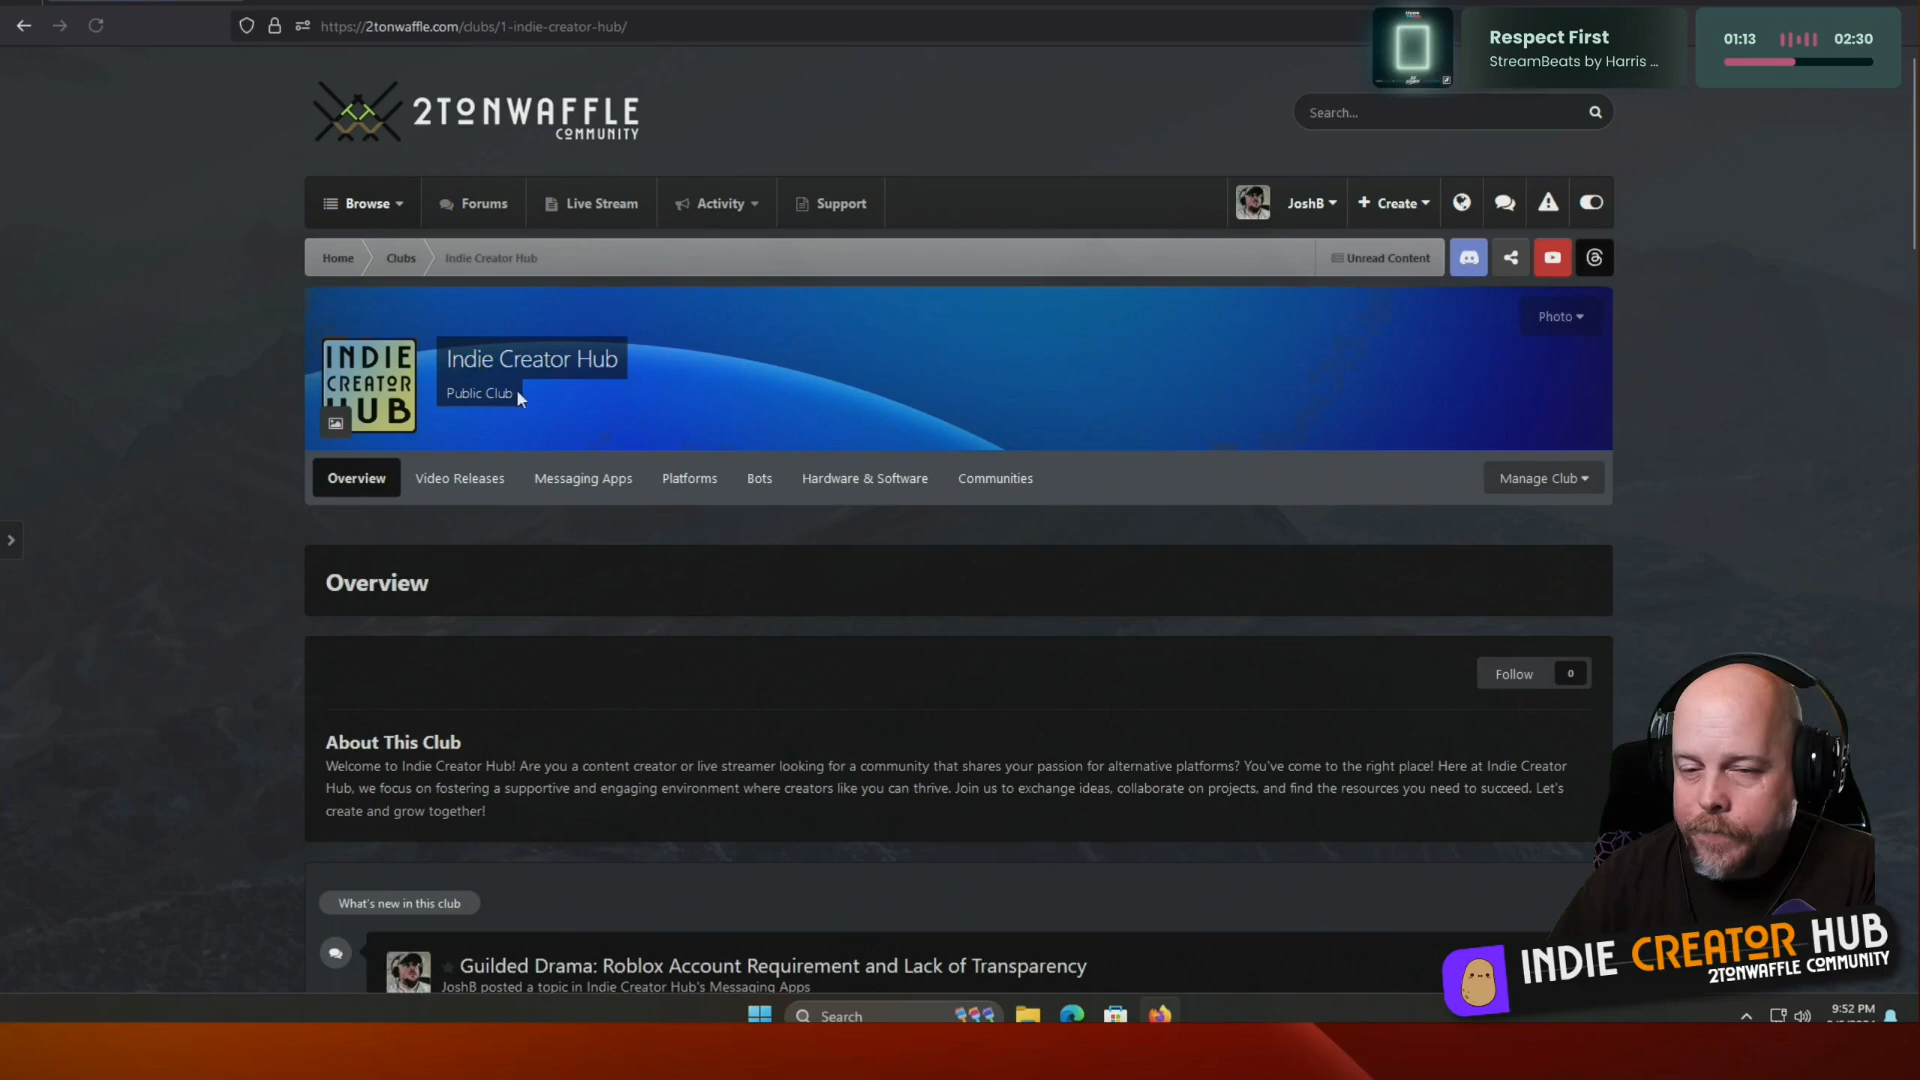 https://2tonwaffle.com/clubs/1-indie-creator-hub/
Respect First
StreamBeats by Harris ...
01:13
02:30
2TONWAFFLE
COMMUNITY
Search...
Browse
Forums
Live Stream
Activity
Support
JoshB
+ Create
Home
Clubs
Indie Creator Hub
Unread Content
Photo
INDIE
CREATOR
HUB
Indie Creator Hub
Public Club
Overview
Video Releases
Messaging Apps
Platforms
Bots
Hardware & Software
Communities
Manage Club
Overview
Follow
0
About This Club
Welcome to Indie Creator Hub! Are you a content creator or live streamer looking for a community that shares your passion for alternative platforms? You've come to the right place! Here at Indie Creator
Hub, we focus on fostering a supportive and engaging environment where creators like you can thrive. Join us to exchange ideas, collaborate on projects, and find the resources you need to succeed. Let's
create and grow together!
What's new in this club
Guilded Drama: Roblox Account Requirement and Lack of Transparency
JoshB posted a topic in Indie Creator Hub's Messaging Apps
INDIE CREATOR HUB
2TONWAFFLE COMMUNITY
Search
9:52 PM